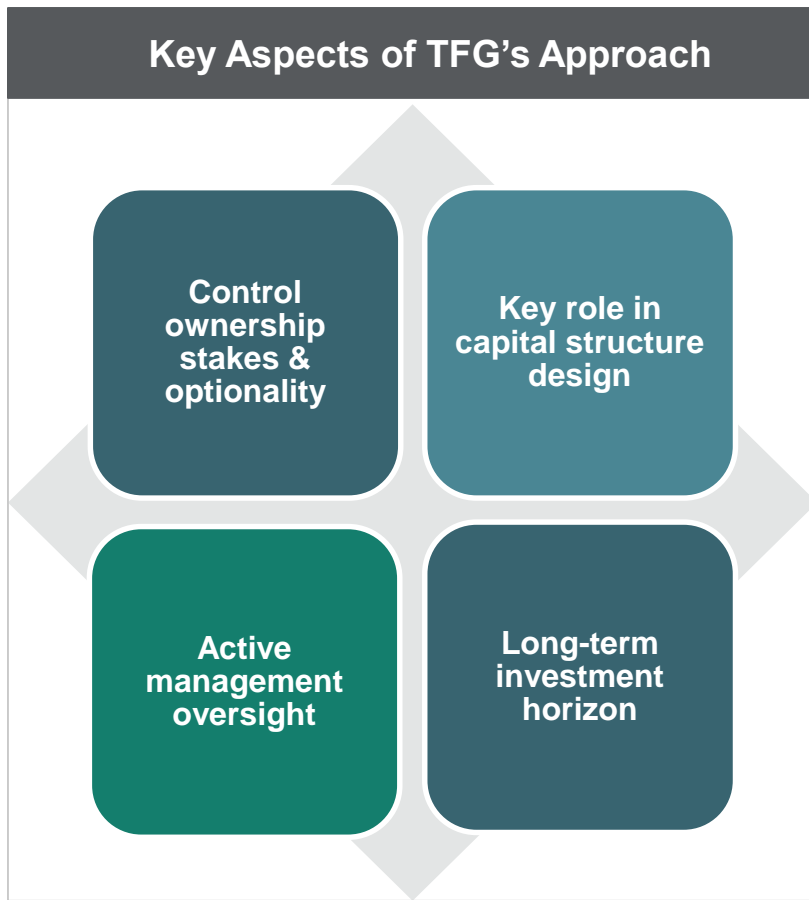 Key Aspects of TFG’s Approach
Control
ownership
stakes &
optionality
Key role in
capital structure
design
Active
management
oversight
Long-term
investment
horizon